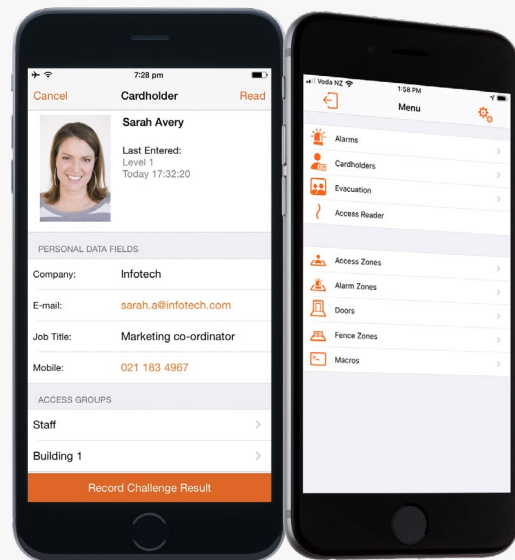 7:28 pm
Cancel Cardholder Read
Sarah Avery
Last Entered:
Level 1
Today 17:32:20
PERSONAL DATA FIELDS
Company: Infotech
E-mail: sarah.a@infotech.com
Job Title: Marketing co-ordinator
Mobile: 021 183 4967
ACCESS GROUPS
Staff
Building 1
Record Challenge Result
Voda NZ 1:58 PM
Menu
Alarms
Cardholders
Evacuation
Access Reader
Access Zones
Alarm Zones
Doors
Fence Zones
Macros